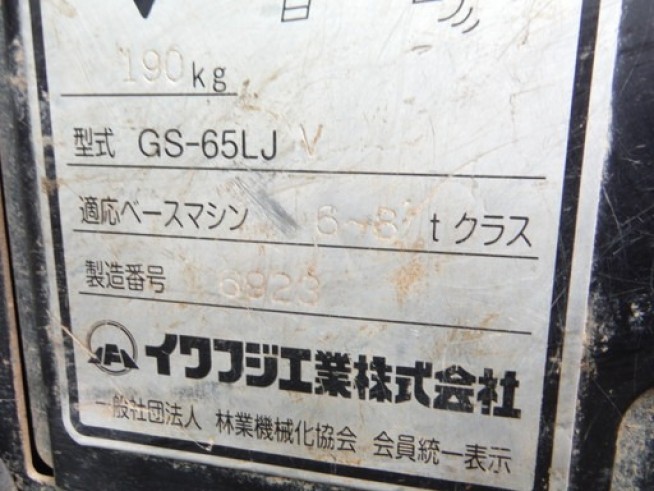 190kg
型式 GS-65LJ V
適応ベースマシン 6~8 tクラス
製造番号 6923
イワフジ工業株式会社
一般社団法人 林業機械化協会 会員統一表示